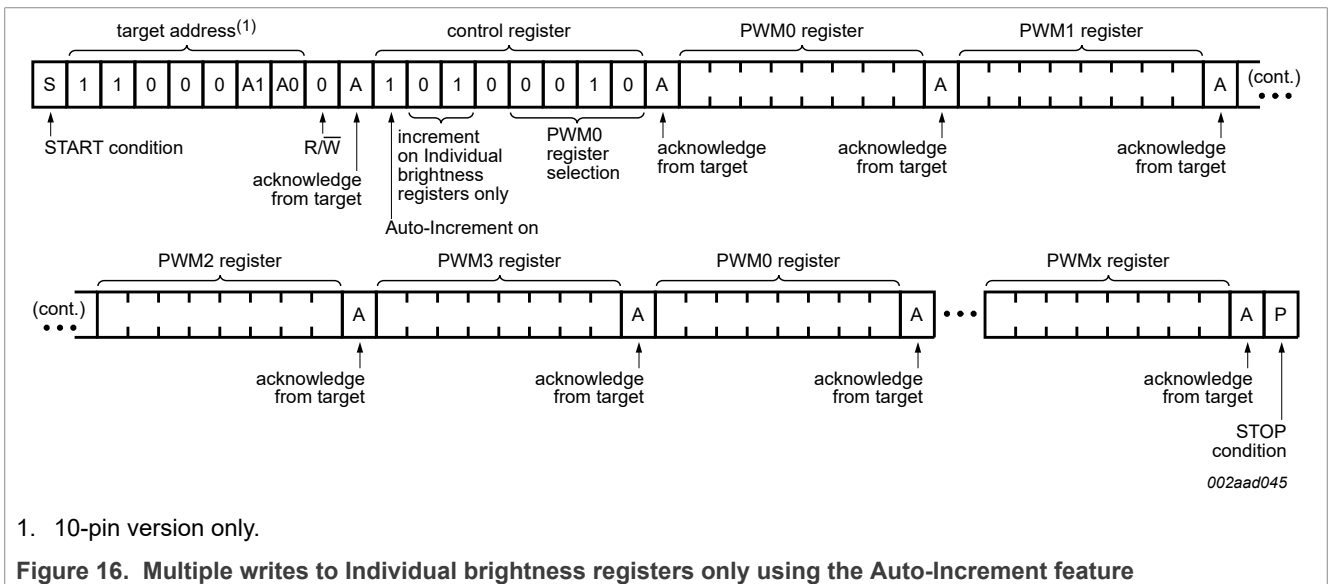 target address(1)
control register
PWM0 register
PWM1 register
S 1 1 0 0 0 A1 A0 0 A 1 0 1 0 0 0 1 0 A A A (cont.)
START condition
R/W
acknowledge
from target
increment
on Individual
brightness
registers only
Auto-Increment on
PWM0
register
selection
acknowledge
from target
acknowledge
from target
acknowledge
from target
PWM2 register
PWM3 register
PWM0 register
PWMx register
(cont.) A A A A P
acknowledge
from target
acknowledge
from target
acknowledge
from target
acknowledge
from target
STOP
condition
002aad045
1. 10-pin version only.
Figure 16. Multiple writes to Individual brightness registers only using the Auto-Increment feature